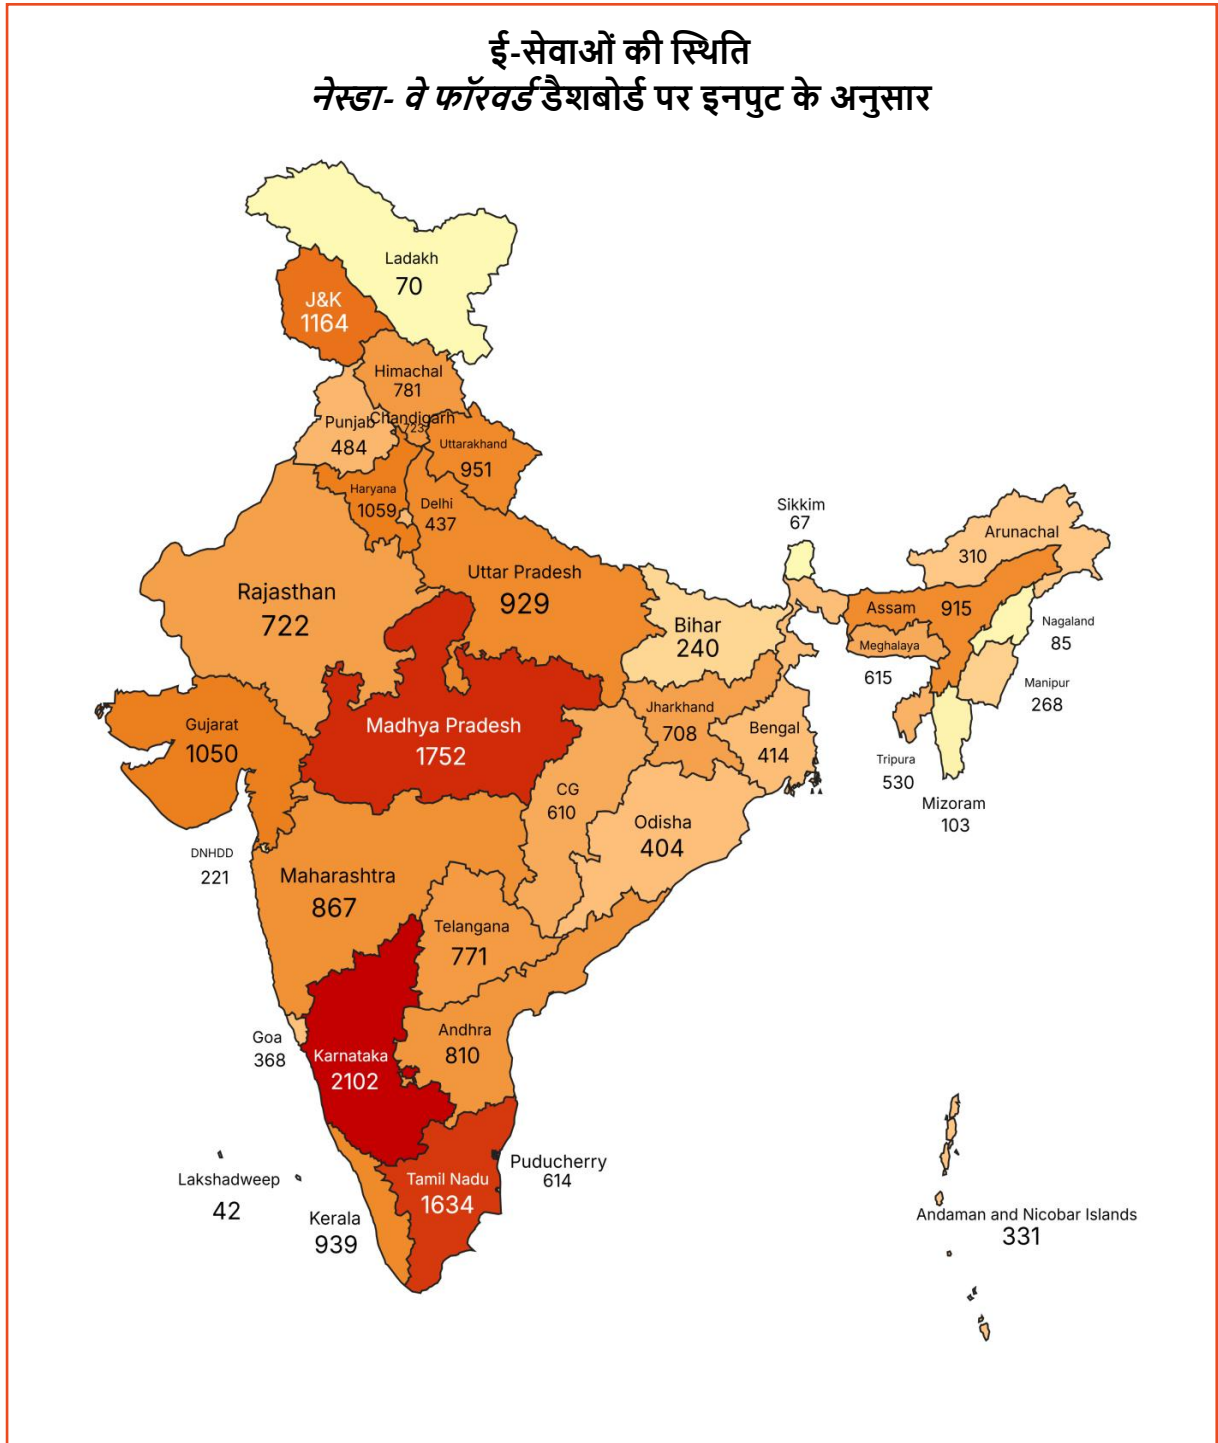 ई-सेवाओं की स्थिति
नेस्डा- वे फॉरवर्ड डैशबोर्ड पर इनपुट के अनुसार
Ladakh
70
J&K
1164
Himachal
781
Chandigarh
723
Punjab
484
Uttarakhand
951
Haryana
1059
Delhi
437
Sikkim
67
Arunachal
310
Rajasthan
722
Uttar Pradesh
929
Bihar
240
Assam 915
Nagaland
85
Meghalaya
615
Manipur
268
Gujarat
1050
Madhya Pradesh
1752
Jharkhand
708
Bengal
414
Tripura
530
Mizoram
103
CG
610
Odisha
404
DNHDD
221
Maharashtra
867
Telangana
771
Goa
368
Karnataka
2102
Andhra
810
Lakshadweep
42
Kerala
939
Tamil Nadu
1634
Puducherry
614
Andaman and Nicobar Islands
331